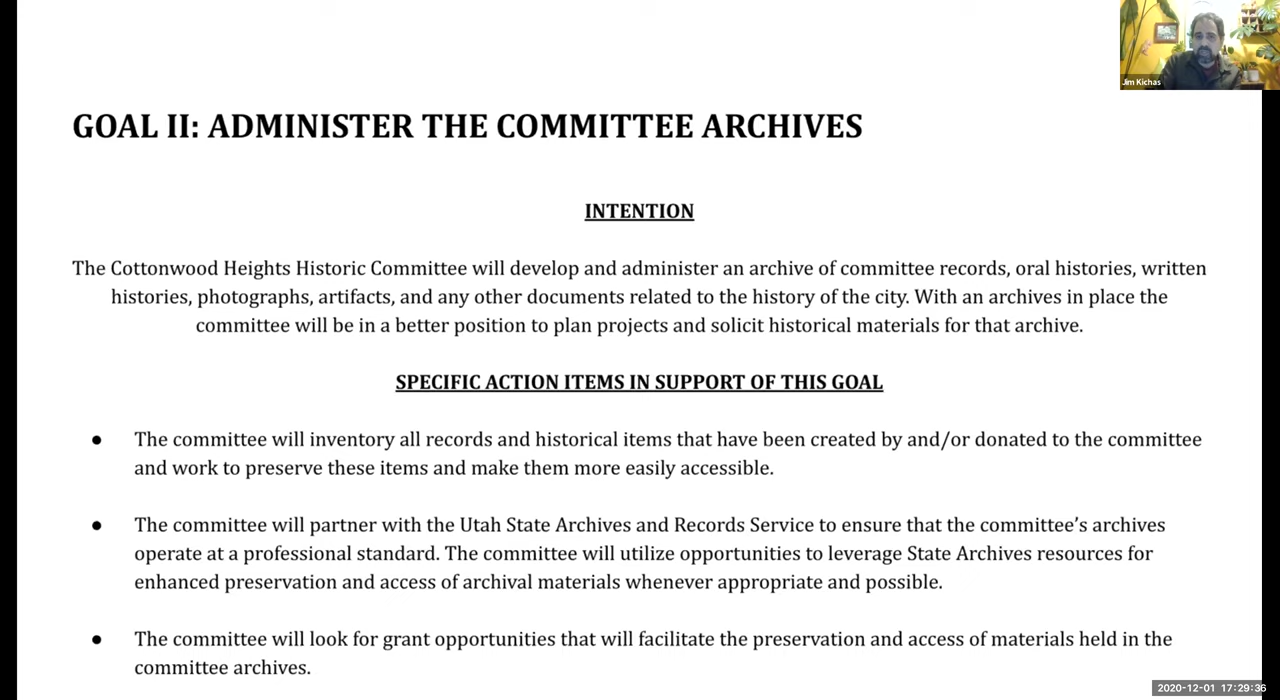 Jim Kichas
GOAL II: ADMINISTER THE COMMITTEE ARCHIVES
INTENTION
The Cottonwood Heights Historic Committee will develop and administer an archive of committee records, oral histories, written
histories, photographs, artifacts, and any other documents related to the history of the city. With an archives in place the
committee will be in a better position to plan projects and solicit historical materials for that archive.
SPECIFIC ACTION ITEMS IN SUPPORT OF THIS GOAL
● The committee will inventory all records and historical items that have been created by and/or donated to the committee
and work to preserve these items and make them more easily accessible.
● The committee will partner with the Utah State Archives and Records Service to ensure that the committee’s archives
operate at a professional standard. The committee will utilize opportunities to leverage State Archives resources for
enhanced preservation and access of archival materials whenever appropriate and possible.
● The committee will look for grant opportunities that will facilitate the preservation and access of materials held in the
committee archives.
2020-12-01 17:29:36